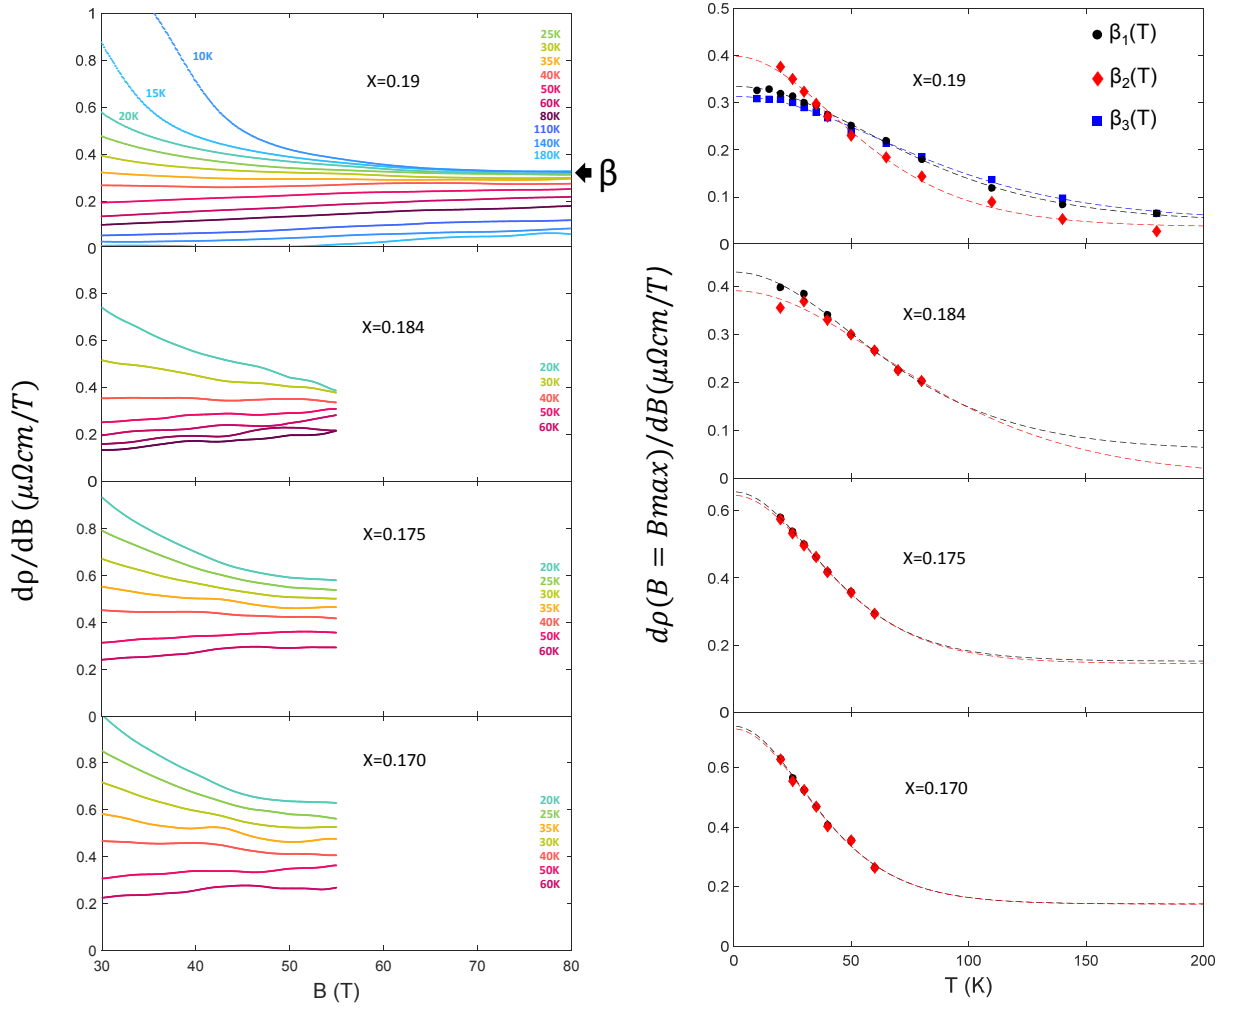 dρ/dB (μΩcm/T)
1
0.8
0.6
0.4
0.2
0
10K
15K
20K
X=0.19
25K
30K
35K
40K
50K
60K
80K
110K
140K
180K
β
0.8
0.6
0.4
0.2
0
X=0.184
20K
30K
40K
50K
60K
0.8
0.6
0.4
0.2
0
X=0.175
20K
25K
30K
35K
40K
50K
60K
0.8
0.6
0.4
0.2
0
X=0.170
20K
25K
35K
30K
40K
50K
60K
30 40 50 60 70 80
B (T)
dρ(B = Bmax)/dB(μΩcm/T)
0.5
0.4
0.3
0.2
0.1
0
X=0.19
β1(T)
β2(T)
β3(T)
0.4
0.3
0.2
0.1
0
X=0.184
0.6
0.4
0.2
0
X=0.175
0.6
0.4
0.2
0
X=0.170
0 50 100 150 200
T (K)